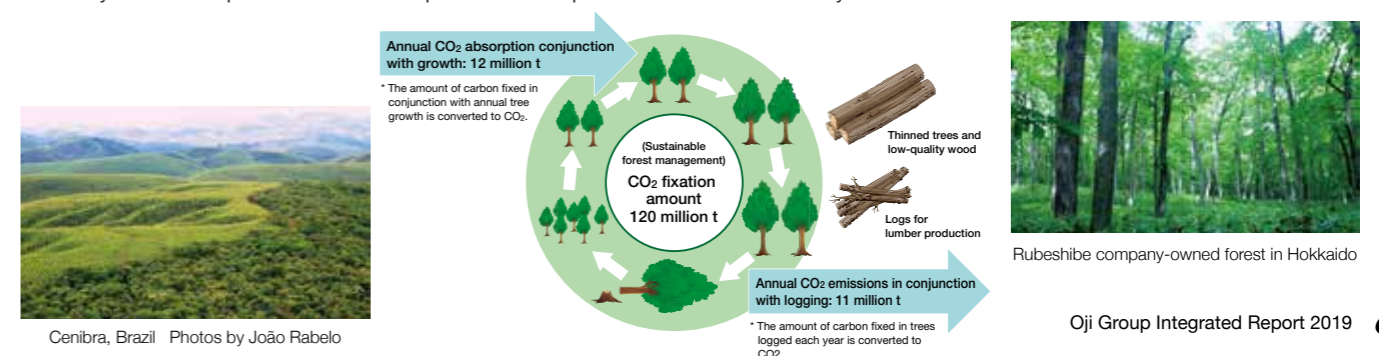 Annual CO₂ absorption conjunction
with growth: 12 million t
* The amount of carbon fixed in
conjunction with annual tree
growth is converted to CO₂.
(Sustainable
forest management)
CO₂ fixation
amount
120 million t
Thinned trees and
low-quality wood
Logs for
lumber production
Annual CO₂ emissions in conjunction
with logging: 11 million t
* The amount of carbon fixed in trees
logged each year is converted to
CO₂
Cenibra, Brazil Photos by João Rabelo
Rubeshibe company-owned forest in Hokkaido
Oji Group Integrated Report 2019